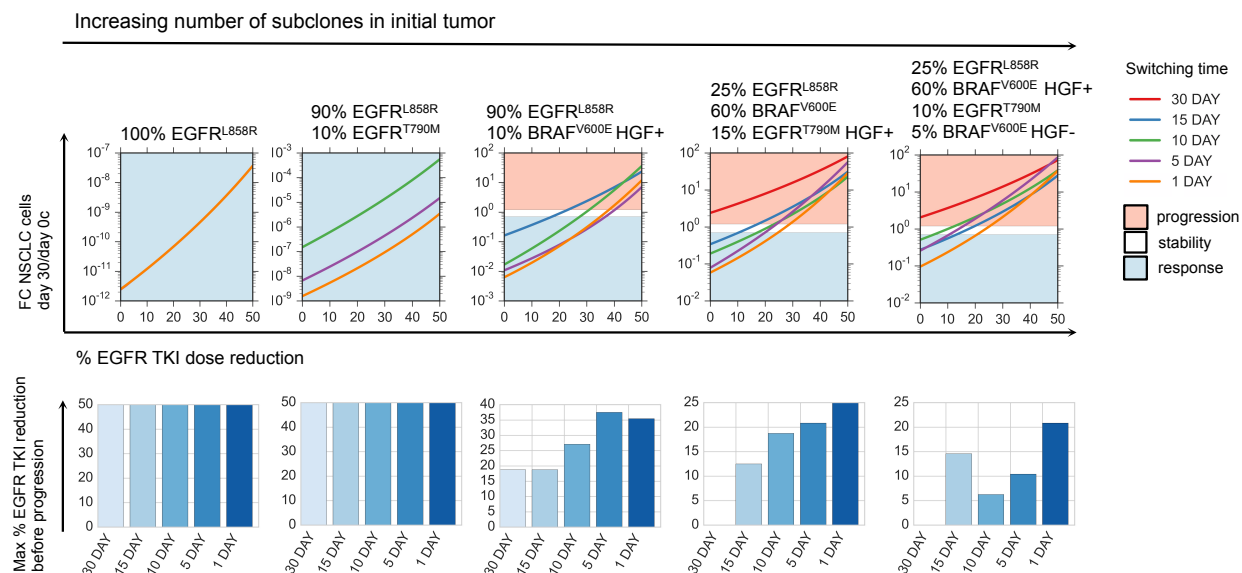 Increasing number of subclones in initial tumor
100% EGFR^L858R
90% EGFR^L858R
10% EGFR^T790M
90% EGFR^L858R
10% BRAF^V600E HGF+
25% EGFR^L858R
60% BRAF^V600E
15% EGFR^T790M HGF+
25% EGFR^L858R
60% BRAF^V600E HGF+
10% EGFR^T790M
5% BRAF^V600E HGF-
Switching time
30 DAY
15 DAY
10 DAY
5 DAY
1 DAY
progression
stability
response
FC NSCLC cells
day 30/day 0c
10^-7
10^-8
10^-9
10^-10
10^-11
10^-12
0 10 20 30 40 50
10^-3
10^-4
10^-5
10^-6
10^-7
10^-8
10^-9
0 10 20 30 40 50
10^2
10^1
10^0
10^-1
10^-2
10^-3
0 10 20 30 40 50
10^2
10^1
10^0
10^-1
10^-2
0 10 20 30 40 50
10^2
10^1
10^0
10^-1
10^-2
0 10 20 30 40 50
% EGFR TKI dose reduction
Max % EGFR TKI reduction
before progression
50
40
30
20
10
0
30 DAY 15 DAY 10 DAY 5 DAY 1 DAY
50
40
30
20
10
0
30 DAY 15 DAY 10 DAY 5 DAY 1 DAY
40
35
30
25
20
15
10
5
0
30 DAY 15 DAY 10 DAY 5 DAY 1 DAY
25
20
15
10
5
0
30 DAY 15 DAY 10 DAY 5 DAY 1 DAY
25
20
15
10
5
0
30 DAY 15 DAY 10 DAY 5 DAY 1 DAY